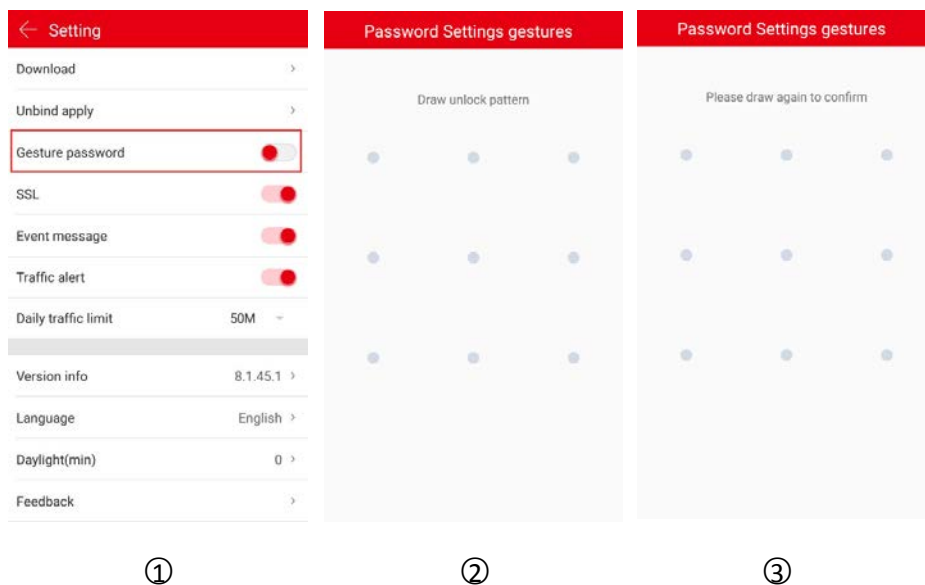 Setting
Download
Unbind apply
Gesture password
SSL
Event message
Traffic alert
Daily traffic limit 50M
Version info 8.1.45.1
Language English
Daylight(min) 0
Feedback
①
Password Settings gestures
Draw unlock pattern
②
Password Settings gestures
Please draw again to confirm
③